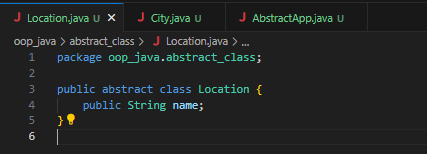 Location.java U City.java U AbstractApp.java U
oop_java > abstract_class > Location.java > ...
1 package oop_java.abstract_class;
2
3 public abstract class Location {
4 public String name;
5 }
6